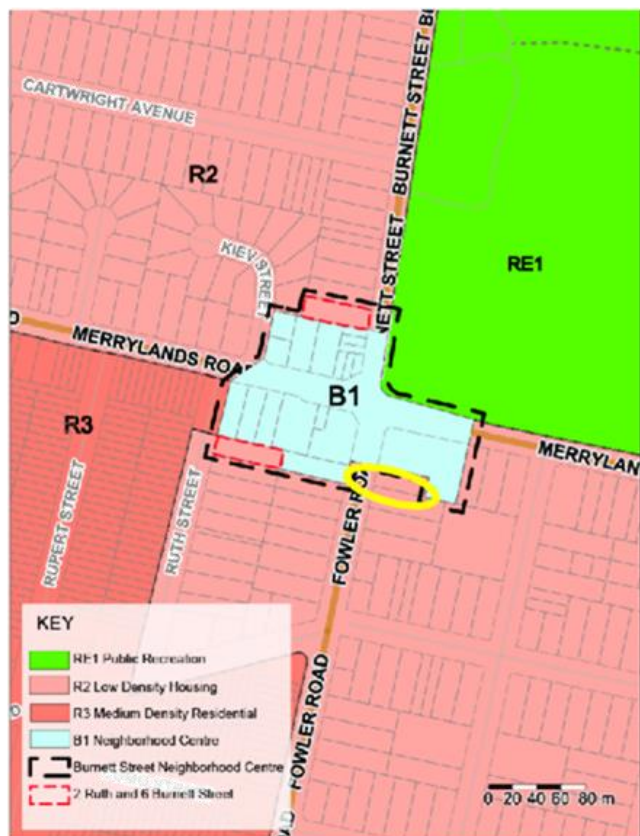 CARTWRIGHT AVENUE
R2
BURNETT STREET
RE1
KIEV STREET
NETT STREET
MERRYLANDS ROA
B1
R3
MERRYLAN
RUPERT STREET
RUTH STREET
FOWLER RO
FOWLER ROAD
KEY
RE1 Public Recreation
R2 Low Density Housing
R3 Medium Density Residential
B1 Neighborhood Centre
Burnett Street Neighborhood Centre
2 Ruth and 6 Burnett Street
0 20 40 60 80 m